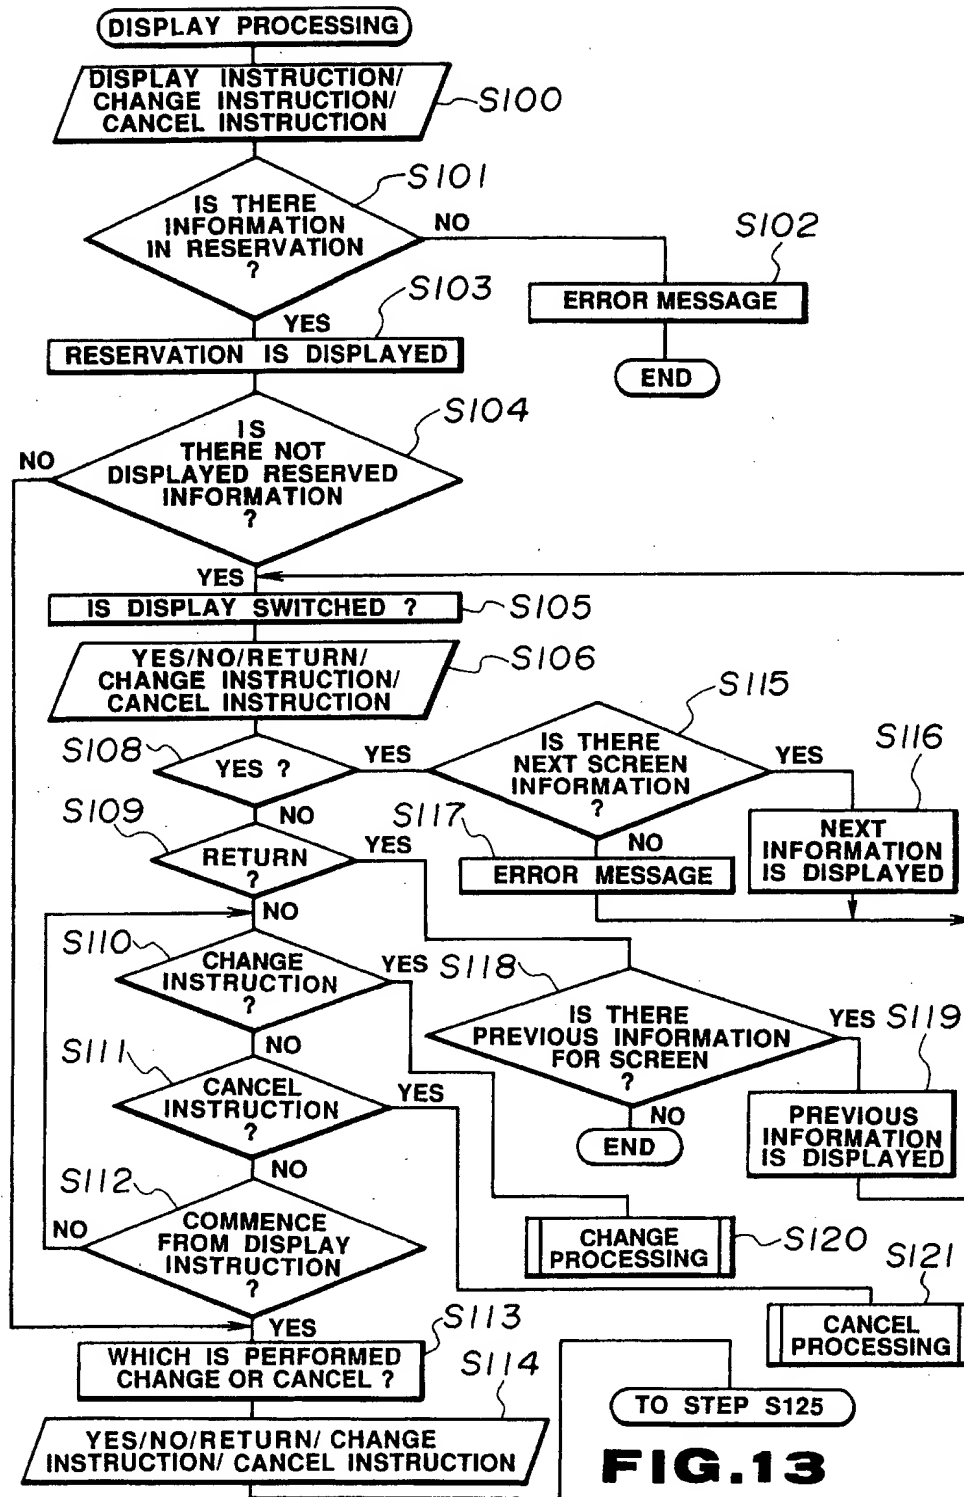 DISPLAY PROCESSING
DISPLAY INSTRUCTION/
CHANGE INSTRUCTION/
CANCEL INSTRUCTION
S100
S101
IS THERE
INFORMATION
IN RESERVATION
?
NO
S102
ERROR MESSAGE
END
S103
YES
RESERVATION IS DISPLAYED
S104
IS
THERE NOT
DISPLAYED RESERVED
INFORMATION
?
NO
YES
IS DISPLAY SWITCHED ?
S105
YES/NO/RETURN/
CHANGE INSTRUCTION/
CANCEL INSTRUCTION
S106
S108
YES ?
YES
NO
S115
IS THERE
NEXT SCREEN
INFORMATION
?
YES
NO
S116
NEXT
INFORMATION
IS DISPLAYED
S117
ERROR MESSAGE
S109
RETURN
?
YES
NO
S110
CHANGE
INSTRUCTION
?
YES
NO
S118
IS THERE
PREVIOUS INFORMATION
FOR SCREEN
?
YES
NO
END
S119
PREVIOUS
INFORMATION
IS DISPLAYED
S111
CANCEL
INSTRUCTION
?
YES
NO
S112
COMMENCE
FROM DISPLAY
INSTRUCTION
?
NO
YES
CHANGE
PROCESSING
S120
S121
CANCEL
PROCESSING
S113
WHICH IS PERFORMED
CHANGE OR CANCEL ?
S114
YES/NO/RETURN/ CHANGE
INSTRUCTION/ CANCEL INSTRUCTION
TO STEP S125
FIG.13